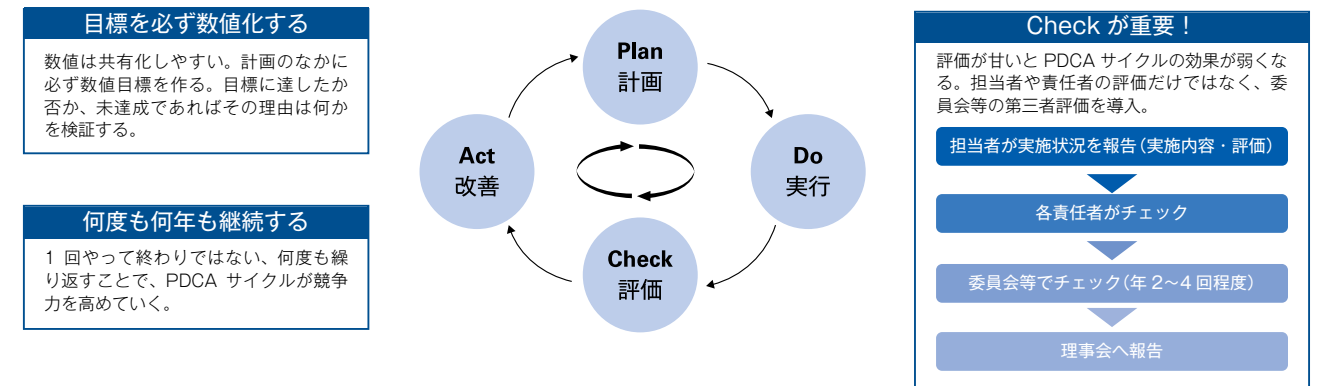 目標を必ず数値化する
数値は共有化しやすい。計画のなかに
必ず数値目標を作る。目標に達したか
否か、未達成であればその理由は何か
を検証する。
何度も何年も継続する
1 回やって終わりではない、何度も繰
り返すことで、PDCA サイクルが競争
力を高めていく。
Plan
計画
Do
実行
Check
評価
Act
改善
Check が重要！
評価が甘いと PDCA サイクルの効果が弱くな
る。担当者や責任者の評価だけではなく、委
員会等の第三者評価を導入。
担当者が実施状況を報告（実施内容・評価）
各責任者がチェック
委員会等でチェック（年 2〜4 回程度）
理事会へ報告